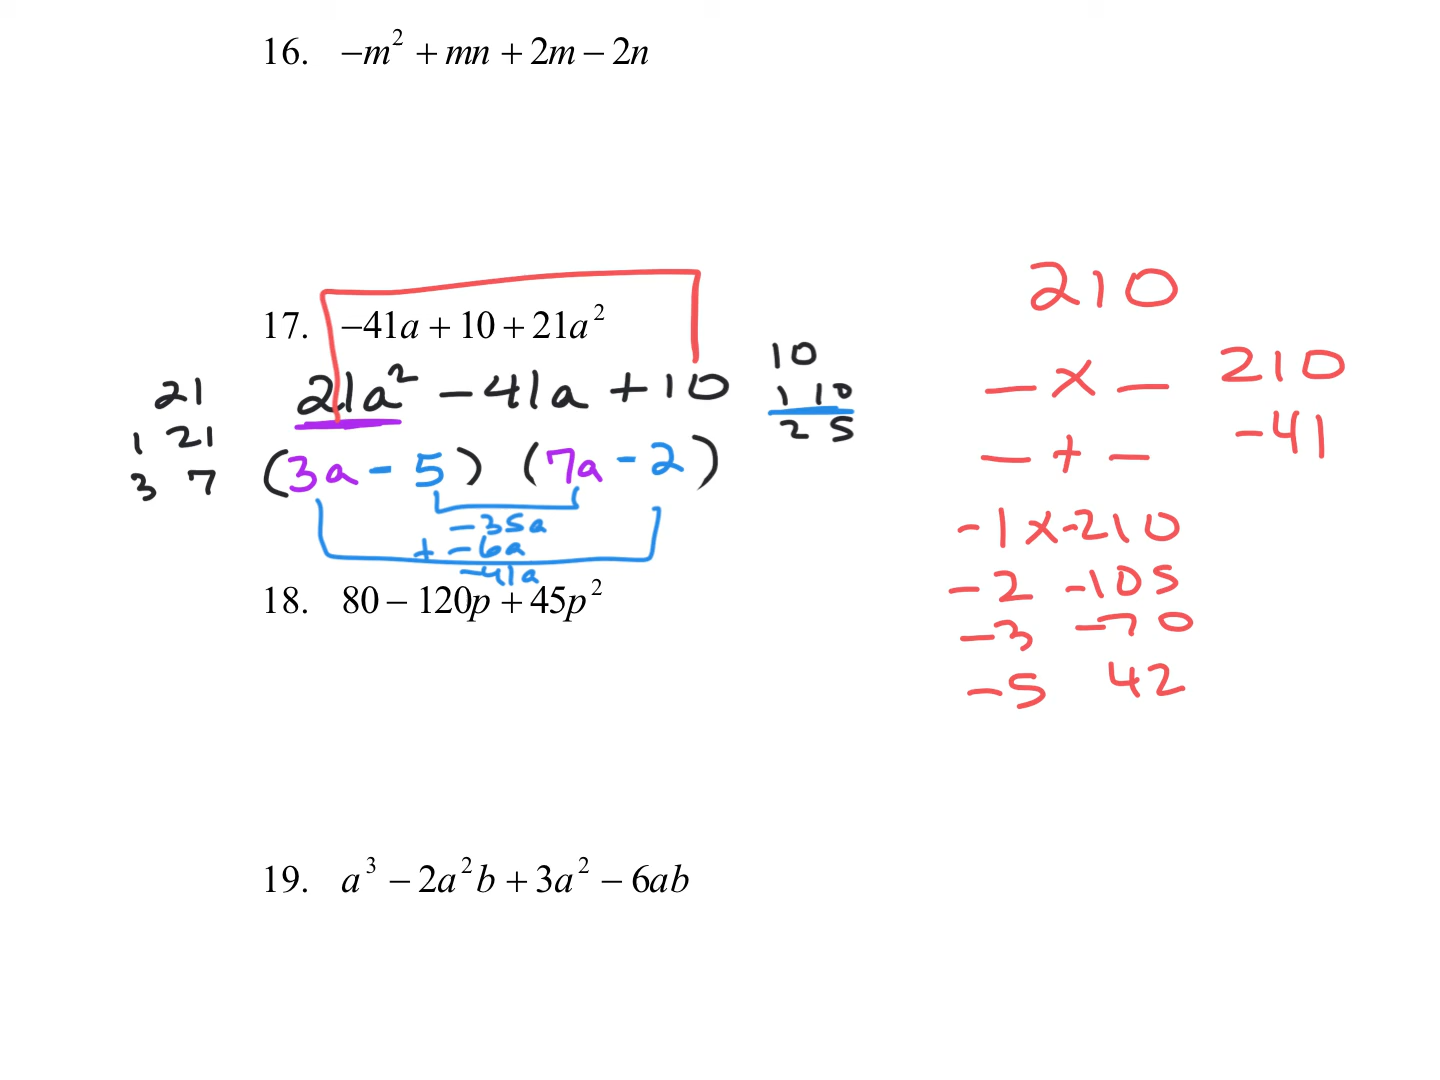 16. −m² + mn + 2m − 2n
17. −41a + 10 + 21a²
21a² − 41a + 10
(3a − 5) (7a − 2)
−35a
+ −6a
−41a
21
1 21
3 7
10
1 10
2 5
210
_ × _ 210
_ + _ −41
−1 × −210
−2 −105
−3 −70
−5 42
18. 80 − 120p + 45p²
19. a³ − 2a²b + 3a² − 6ab